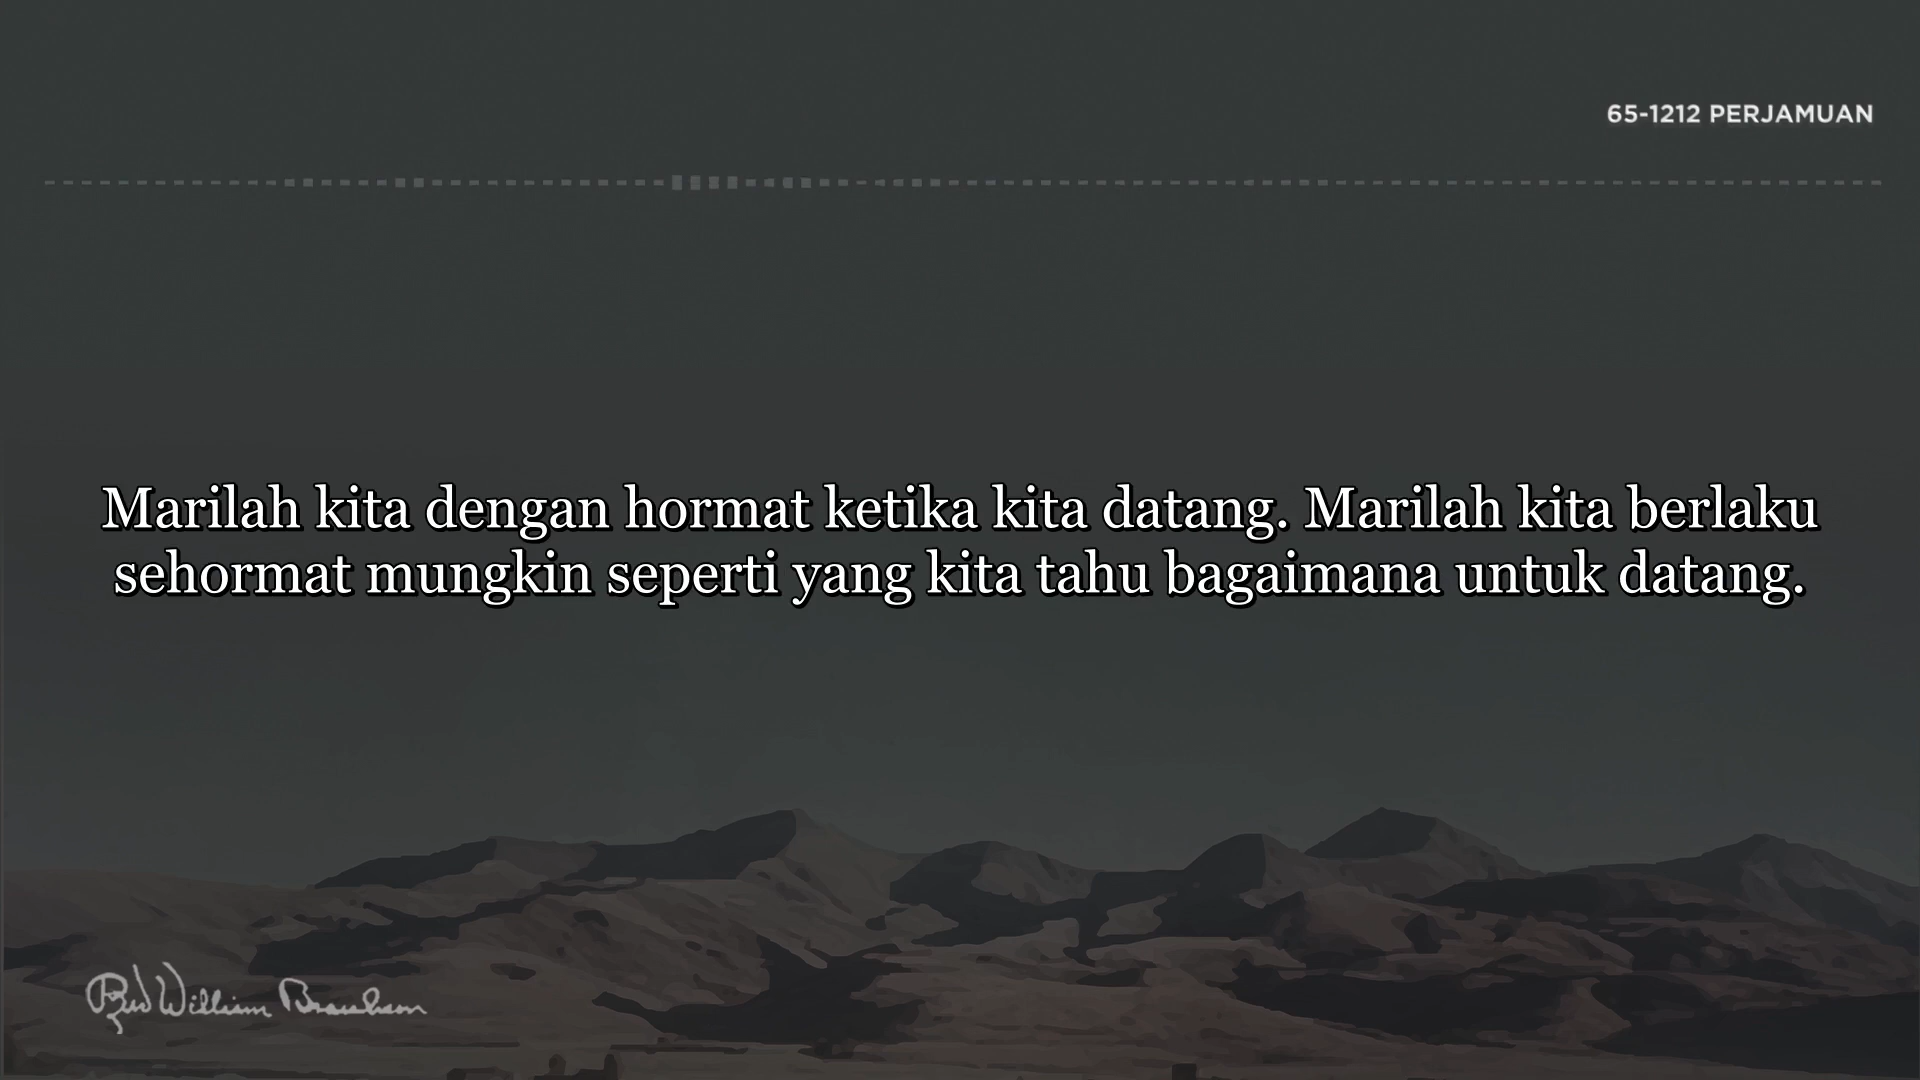 65-1212 PERJAMUAN
Marilah kita dengan hormat ketika kita datang. Marilah kita berlaku
sehormat mungkin seperti yang kita tahu bagaimana untuk datang.
Rev William Branham